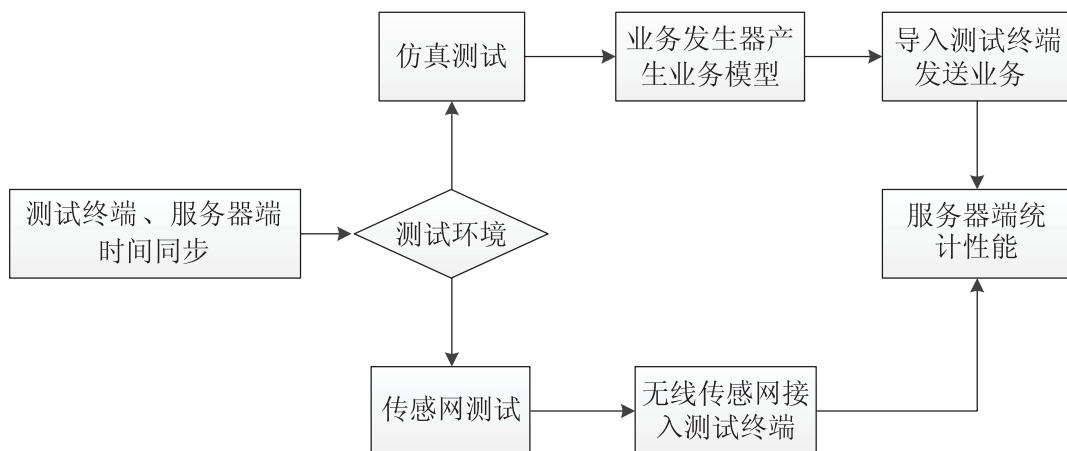 仿真测试
业务发生器产
生业务模型
导入测试终端
发送业务
测试终端、服务器端
时间同步
测试环境
服务器端统
计性能
传感网测试
无线传感网接
入测试终端